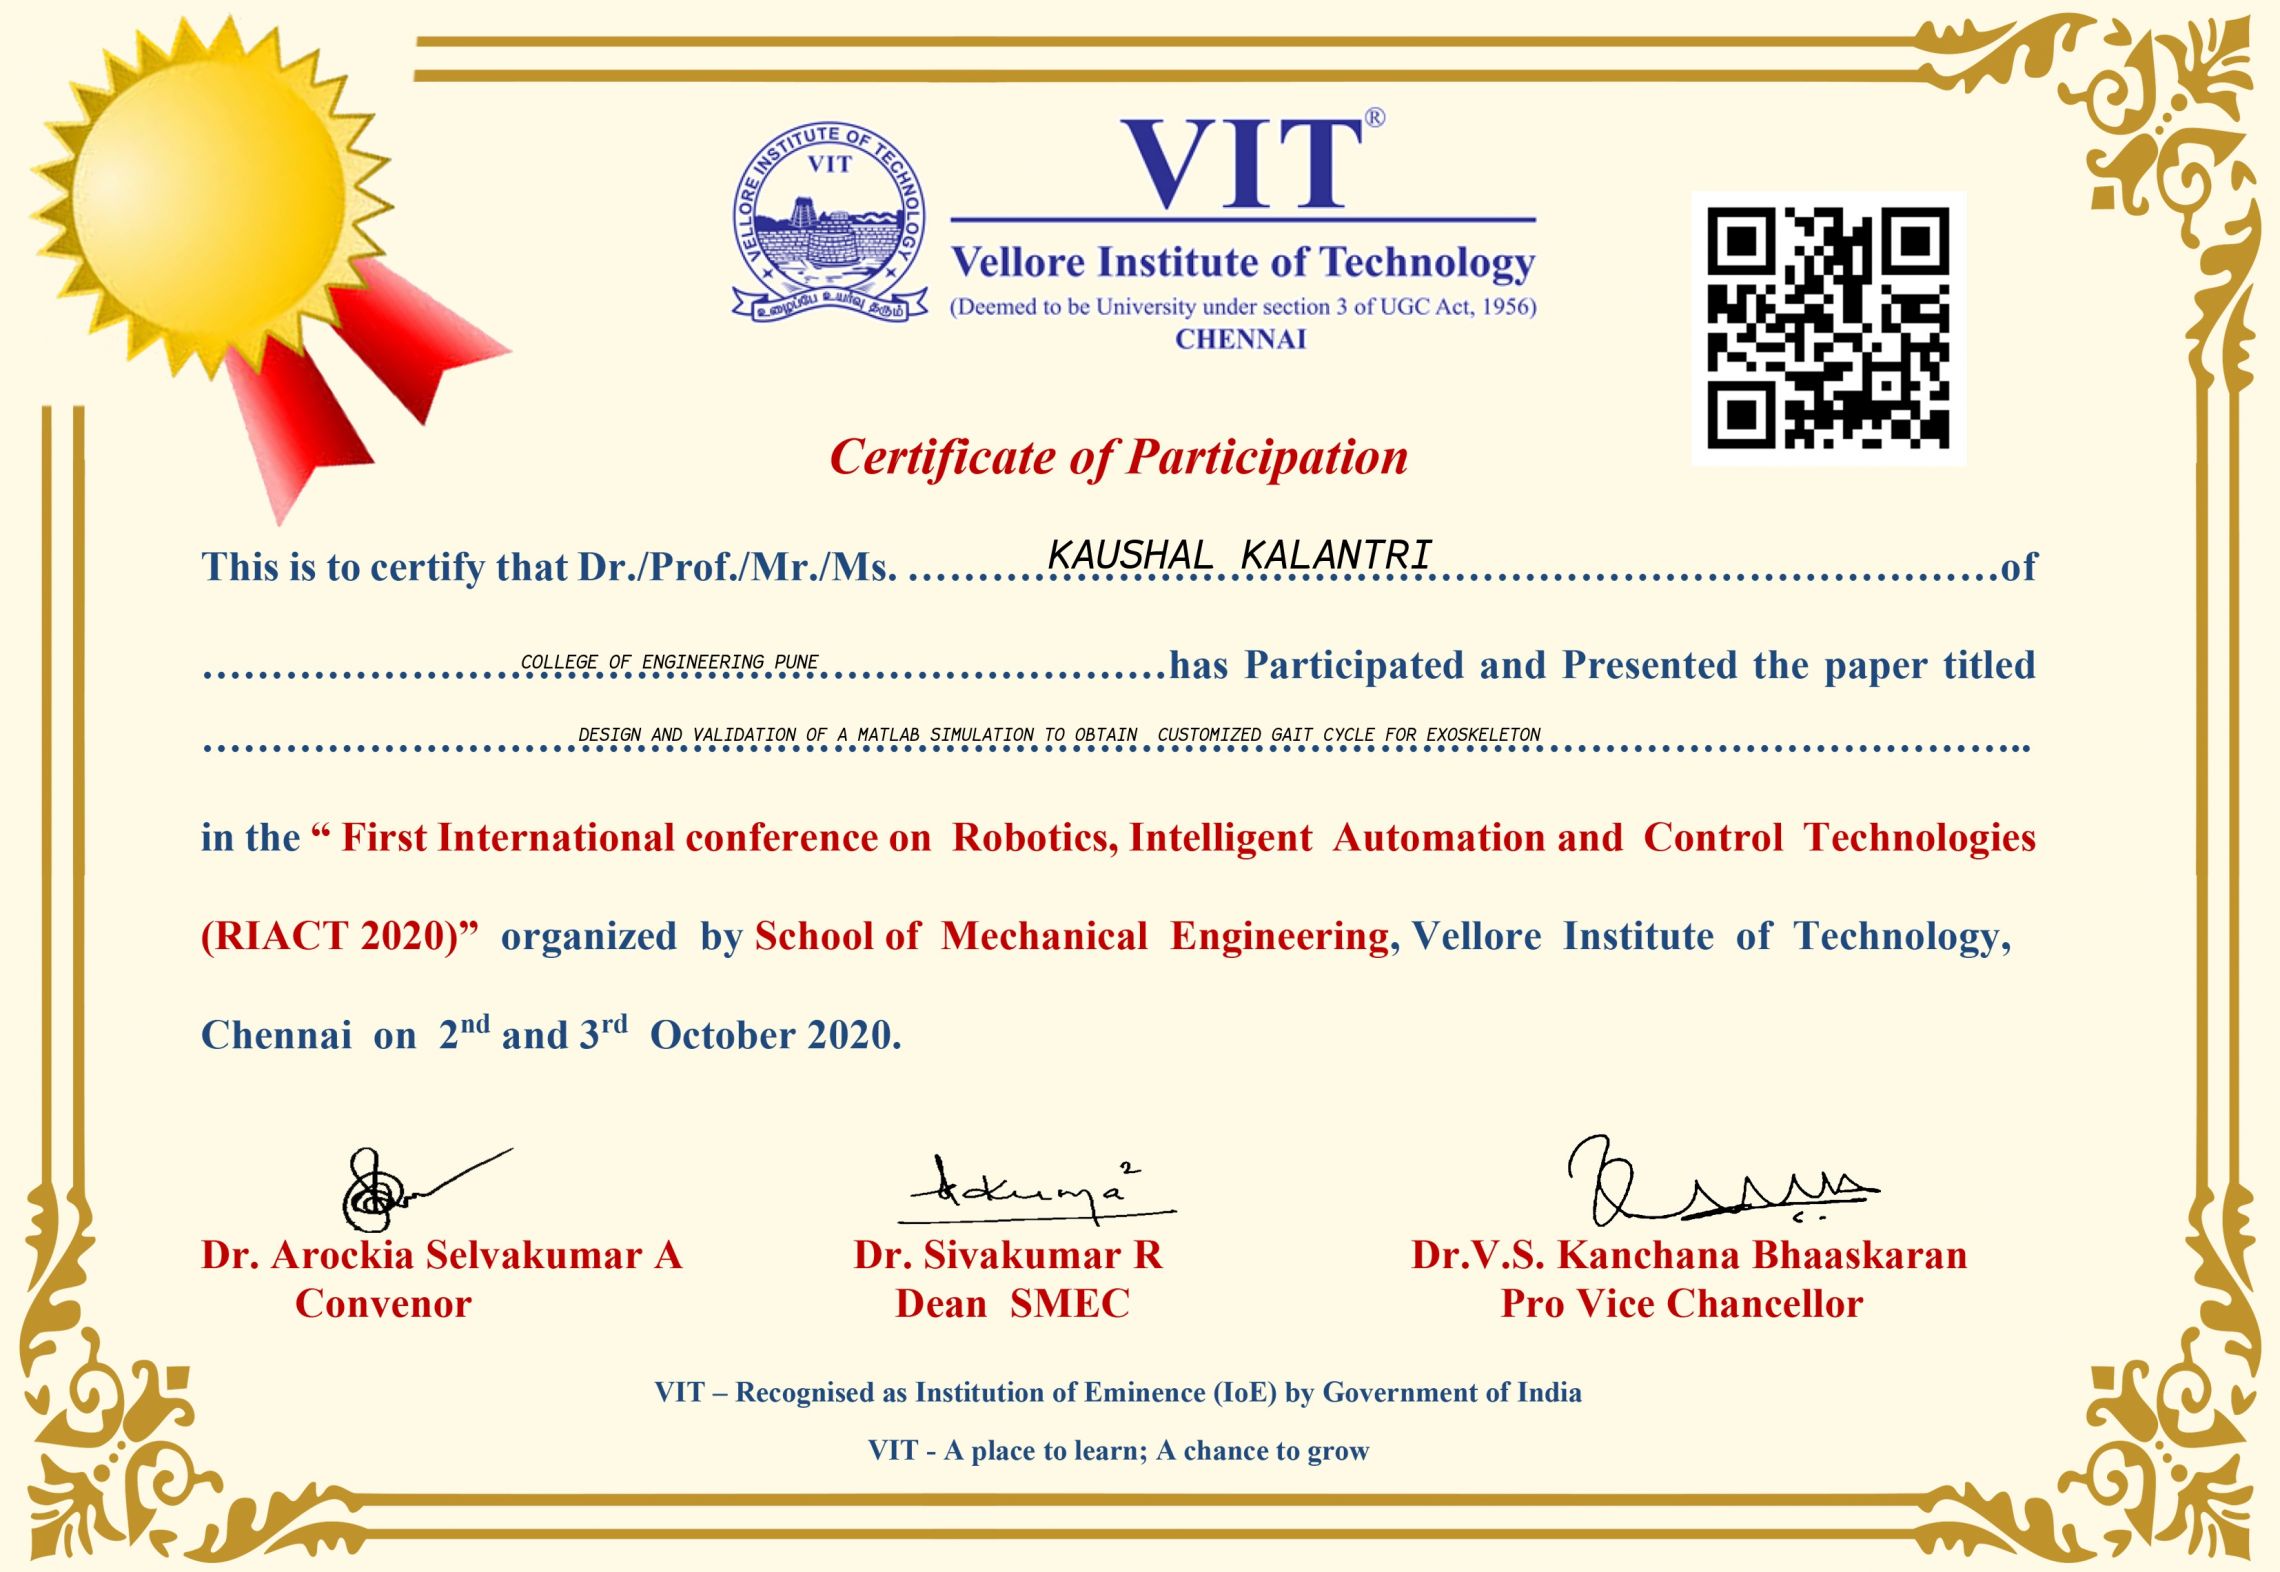 VELLORE INSTITUTE OF TECHNOLOGY
VIT
உழைப்பே உயர்வு தரும்
VIT®
Vellore Institute of Technology
(Deemed to be University under section 3 of UGC Act, 1956)
CHENNAI
Certificate of Participation
This is to certify that Dr./Prof./Mr./Ms. KAUSHAL KALANTRI of
COLLEGE OF ENGINEERING PUNE has Participated and Presented the paper titled
DESIGN AND VALIDATION OF A MATLAB SIMULATION TO OBTAIN CUSTOMIZED GAIT CYCLE FOR EXOSKELETON
in the “ First International conference on Robotics, Intelligent Automation and Control Technologies
(RIACT 2020)” organized by School of Mechanical Engineering, Vellore Institute of Technology,
Chennai on 2nd and 3rd October 2020.
Dr. Arockia Selvakumar A
Convenor
Dr. Sivakumar R
Dean SMEC
Dr.V.S. Kanchana Bhaaskaran
Pro Vice Chancellor
VIT – Recognised as Institution of Eminence (IoE) by Government of India
VIT - A place to learn; A chance to grow